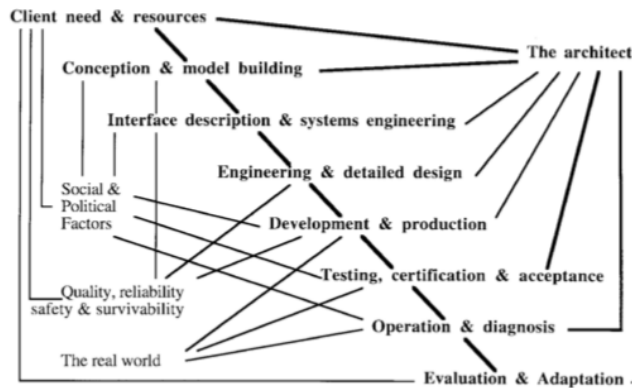 Client need & resources
The architect
Conception & model building
Interface description & systems engineering
Engineering & detailed design
Social &
Political
Factors
Development & production
Testing, certification & acceptance
Quality, reliability
safety & survivability
Operation & diagnosis
The real world
Evaluation & Adaptation